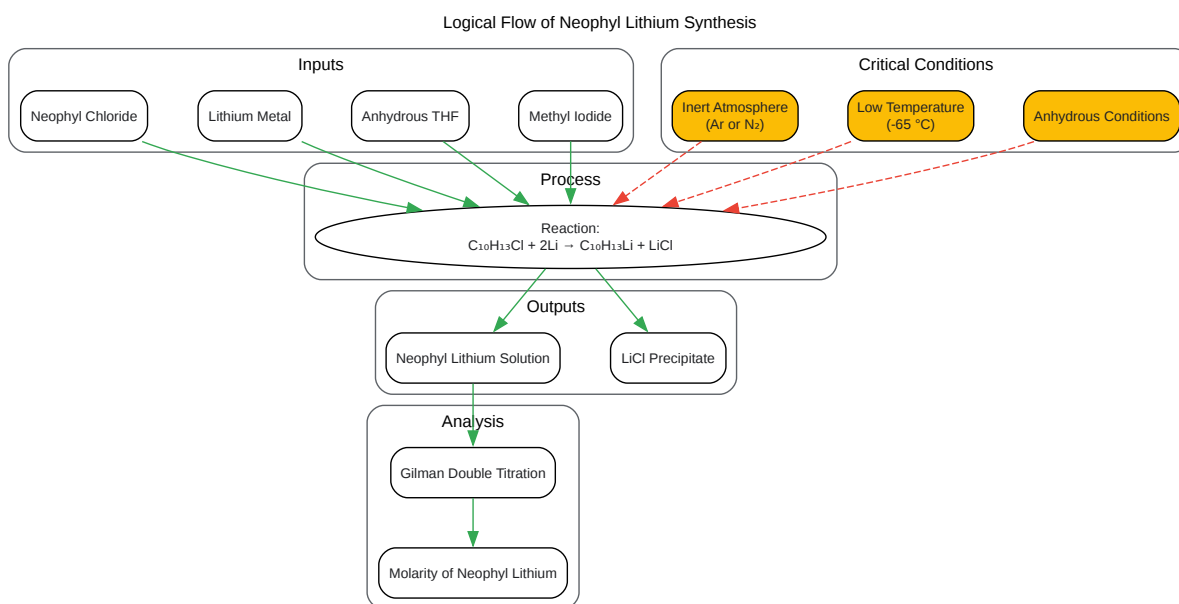 Logical Flow of Neophyl Lithium Synthesis
Inputs
Critical Conditions
Neophyl Chloride
Lithium Metal
Anhydrous THF
Methyl Iodide
Inert Atmosphere
(Ar or N₂)
Low Temperature
(-65 °C)
Anhydrous Conditions
Process
Reaction:
C₁₀H₁₃Cl + 2Li → C₁₀H₁₃Li + LiCl
Outputs
Neophyl Lithium Solution
LiCl Precipitate
Analysis
Gilman Double Titration
Molarity of Neophyl Lithium